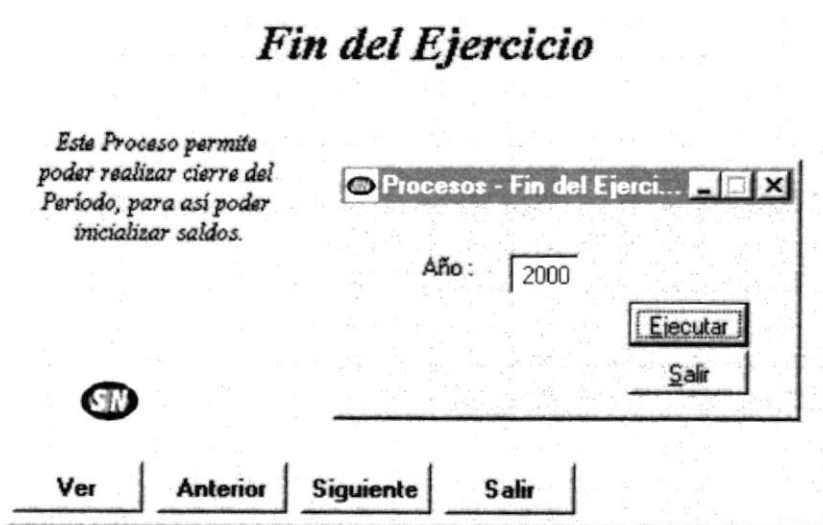 Fin del Ejercicio
Este Proceso permite
poder realizar cierre del
Período, para así poder
inicializar saldos.
SN Procesos - Fin del Ejerci...
Año : 2000
Ejecutar
Salir
SN
Ver Anterior Siguiente Salir